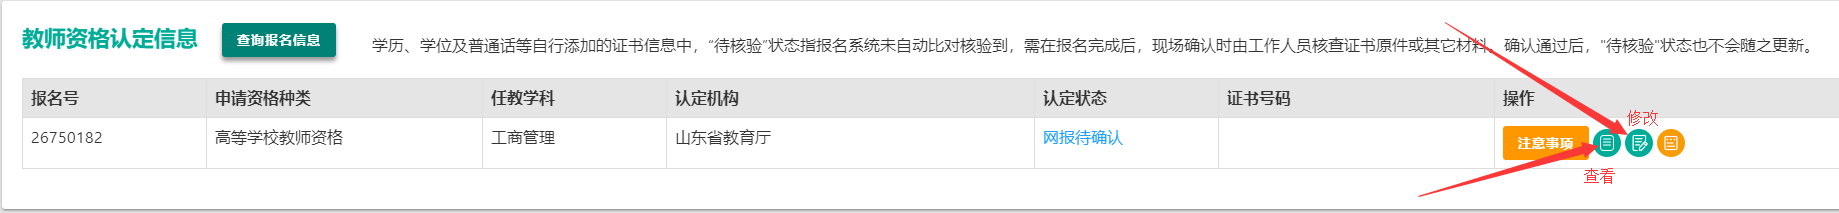 教师资格认定信息
查询报名信息
学历、学位及普通话等自行添加的证书信息中，“待核验”状态指报名系统未自动比对核验到，需在报名完成后，现场确认时由工作人员核查证书原件或其它材料。确认通过后，"待核验"状态也不会随之更新。
报名号 申请资格种类 任教学科 认定机构 认定状态 证书号码 操作
26750182 高等学校教师资格 工商管理 山东省教育厅 网报待确认 注意事项
修改
查看